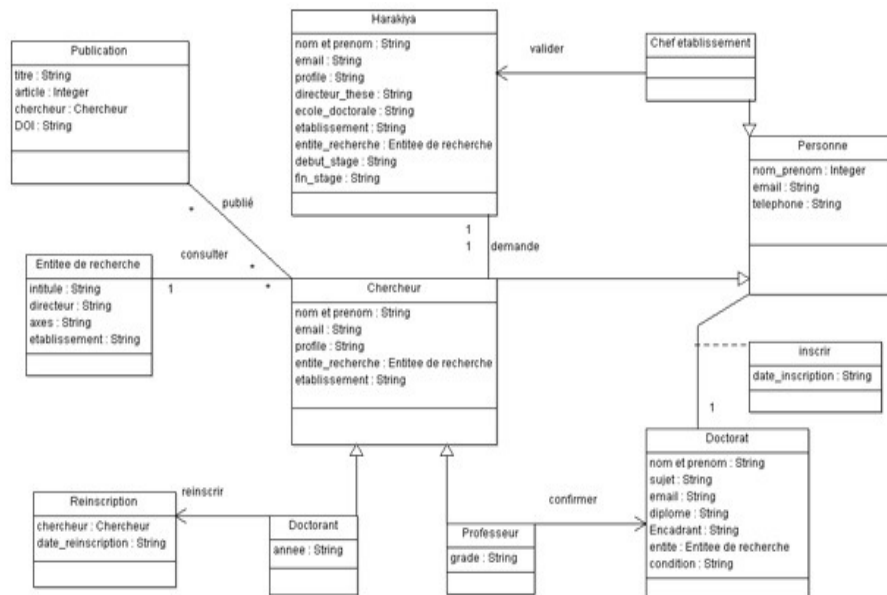 Publication
titre : String
article : Integer
chercheur : Chercheur
DOI : String
Harakiya
nom et prenom : String
email : String
profile : String
directeur_these : String
ecole_doctorale : String
etablissement : String
entite_recherche : Entitee de recherche
debut_stage : String
fin_stage : String
valider
Chef etablissement
Personne
nom_prenom : Integer
email : String
telephone : String
publié
*
*
1
1
demande
consulter
1
*
Entitee de recherche
intitule : String
directeur : String
axes : String
etablissement : String
Chercheur
nom et prenom : String
email : String
profile : String
entite_recherche : Entitee de recherche
etablissement : String
inscrir
date_inscription : String
1
Doctorat
nom et prenom : String
sujet : String
email : String
diplome : String
Encadrant : String
entite : Entitee de recherche
condition : String
Reinscription
chercheur : Chercheur
date_reinscription : String
reinscrir
Doctorant
annee : String
Professeur
grade : String
confirmer